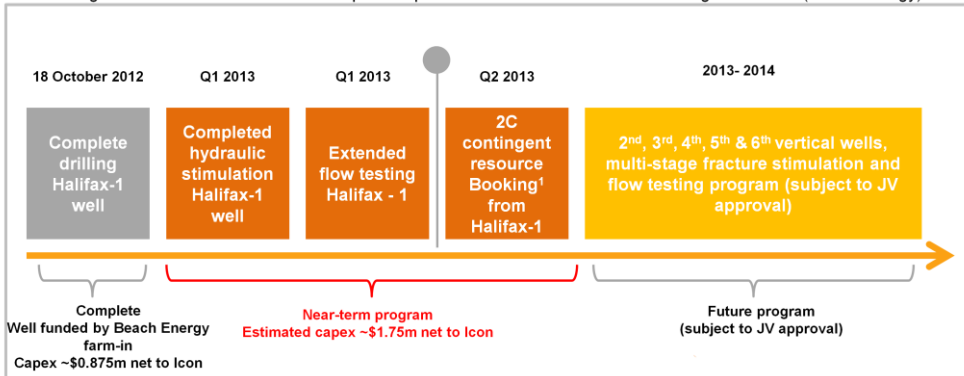 18 October 2012
Q1 2013
Q1 2013
Q2 2013
2013- 2014
Complete
drilling
Halifax-1
well
Completed
hydraulic
stimulation
Halifax-1
well
Extended
flow testing
Halifax - 1
2C
contingent
resource
Booking¹
from
Halifax-1
2nd, 3rd, 4th, 5th & 6th vertical wells,
multi-stage fracture stimulation and
flow testing program (subject to JV
approval)
Complete
Well funded by Beach Energy
farm-in
Capex ~$0.875m net to Icon
Near-term program
Estimated capex ~$1.75m net to Icon
Future program
(subject to JV approval)